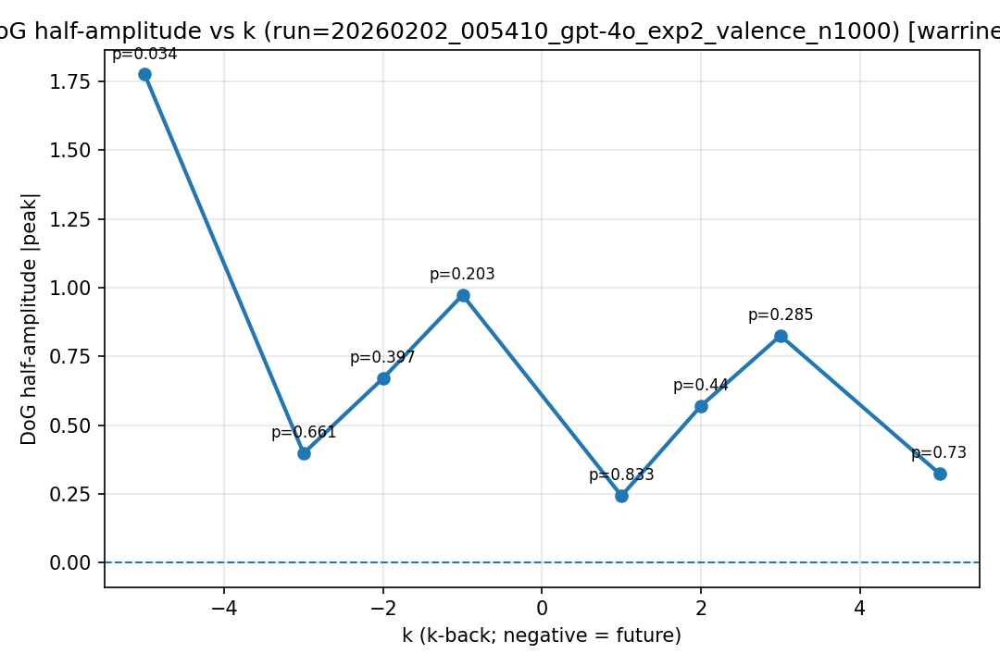 oG half-amplitude vs k (run=20260202_005410_gpt-4o_exp2_valence_n1000) [warrine
p=0.034
1.75
1.50
1.25
p=0.203
1.00
p=0.285
p=0.397
0.75
p=0.44
p=0.661
0.50
p=0.73
p=0.833
0.25
0.00
DoG half-amplitude |peak|
−4
−2
0
2
4
k (k-back; negative = future)